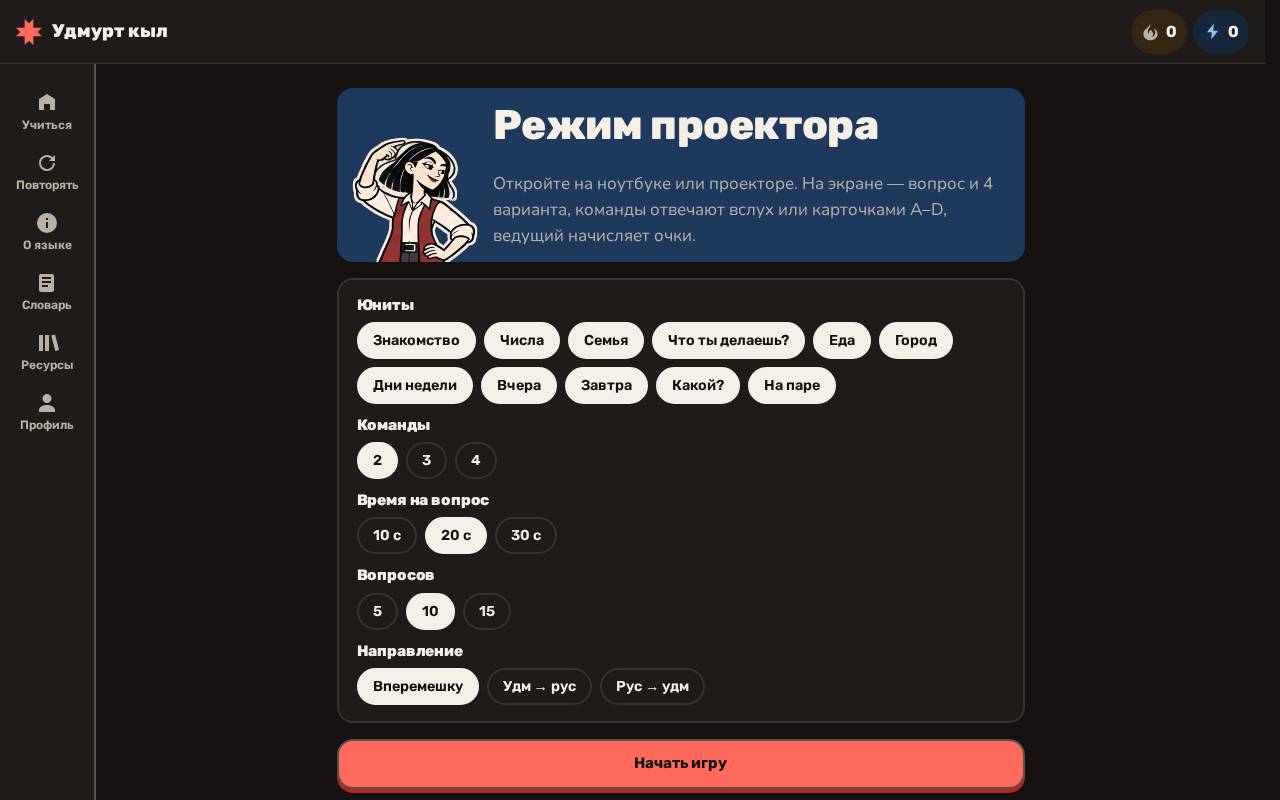 Удмурт кыл
0
0
Учиться
Повторять
О языке
Словарь
Ресурсы
Профиль
Режим проектора
Откройте на ноутбуке или проекторе. На экране — вопрос и 4
варианта, команды отвечают вслух или карточками A–D,
ведущий начисляет очки.
Юниты
Знакомство Числа Семья Что ты делаешь? Еда Город
Дни недели Вчера Завтра Какой? На паре
Команды
2 3 4
Время на вопрос
10 с 20 с 30 с
Вопросов
5 10 15
Направление
Вперемешку Удм → рус Рус → удм
Начать игру